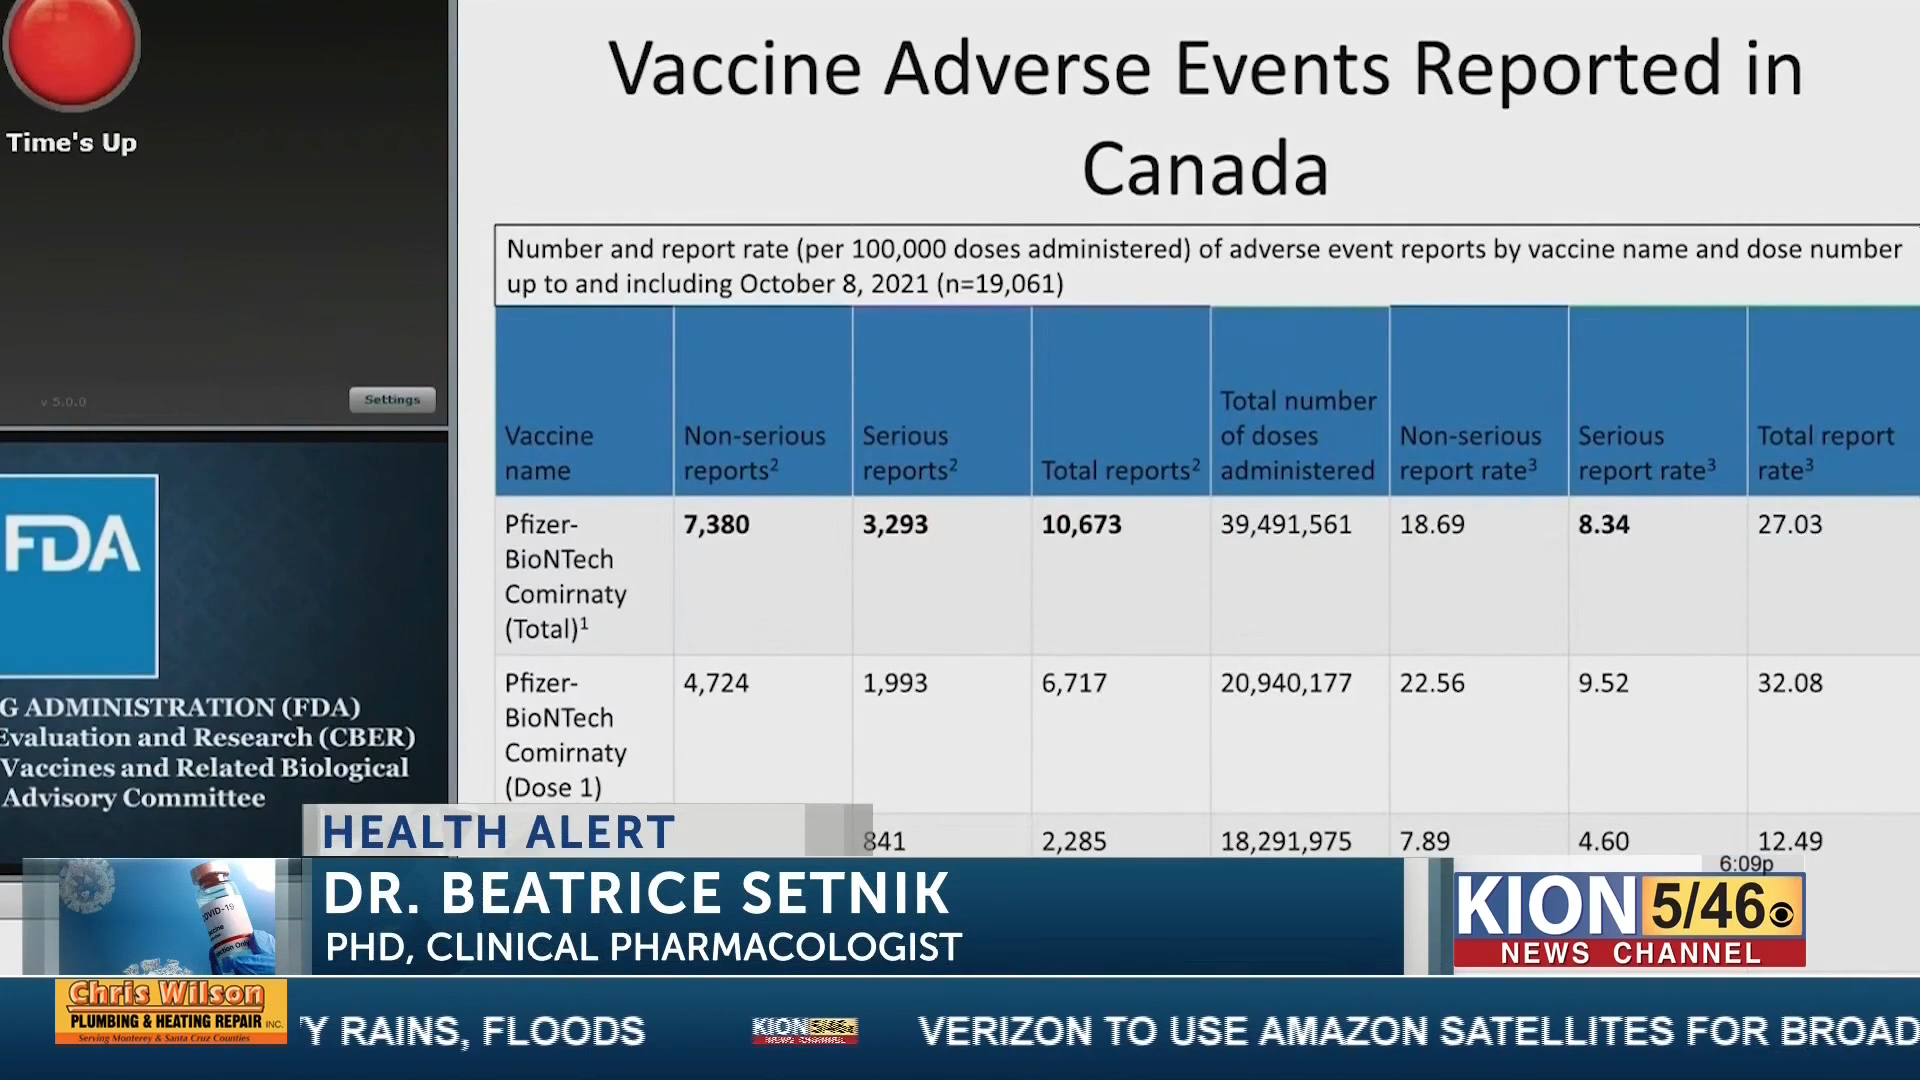 Time's Up
v 5.0.0
Settings
FDA
G ADMINISTRATION (FDA)
Evaluation and Research (CBER)
Vaccines and Related Biological
Advisory Committee
Vaccine Adverse Events Reported in
Canada
Number and report rate (per 100,000 doses administered) of adverse event reports by vaccine name and dose number
up to and including October 8, 2021 (n=19,061)
Vaccine name
Non-serious reports²
Serious reports²
Total reports²
Total number of doses administered
Non-serious report rate³
Serious report rate³
Total report rate³
Pfizer-
BioNTech
Comirnaty
(Total)¹
7,380
3,293
10,673
39,491,561
18.69
8.34
27.03
Pfizer-
BioNTech
Comirnaty
(Dose 1)
4,724
1,993
6,717
20,940,177
22.56
9.52
32.08
841
2,285
18,291,975
7.89
4.60
12.49
HEALTH ALERT
DR. BEATRICE SETNIK
PHD, CLINICAL PHARMACOLOGIST
COVID-19
6:09p
KION 5/46
NEWS CHANNEL
Chris Wilson
PLUMBING & HEATING REPAIR INC.
Serving Monterey & Santa Cruz Counties
Y RAINS, FLOODS
KION 5/46
NEWS CHANNEL
VERIZON TO USE AMAZON SATELLITES FOR BROAD